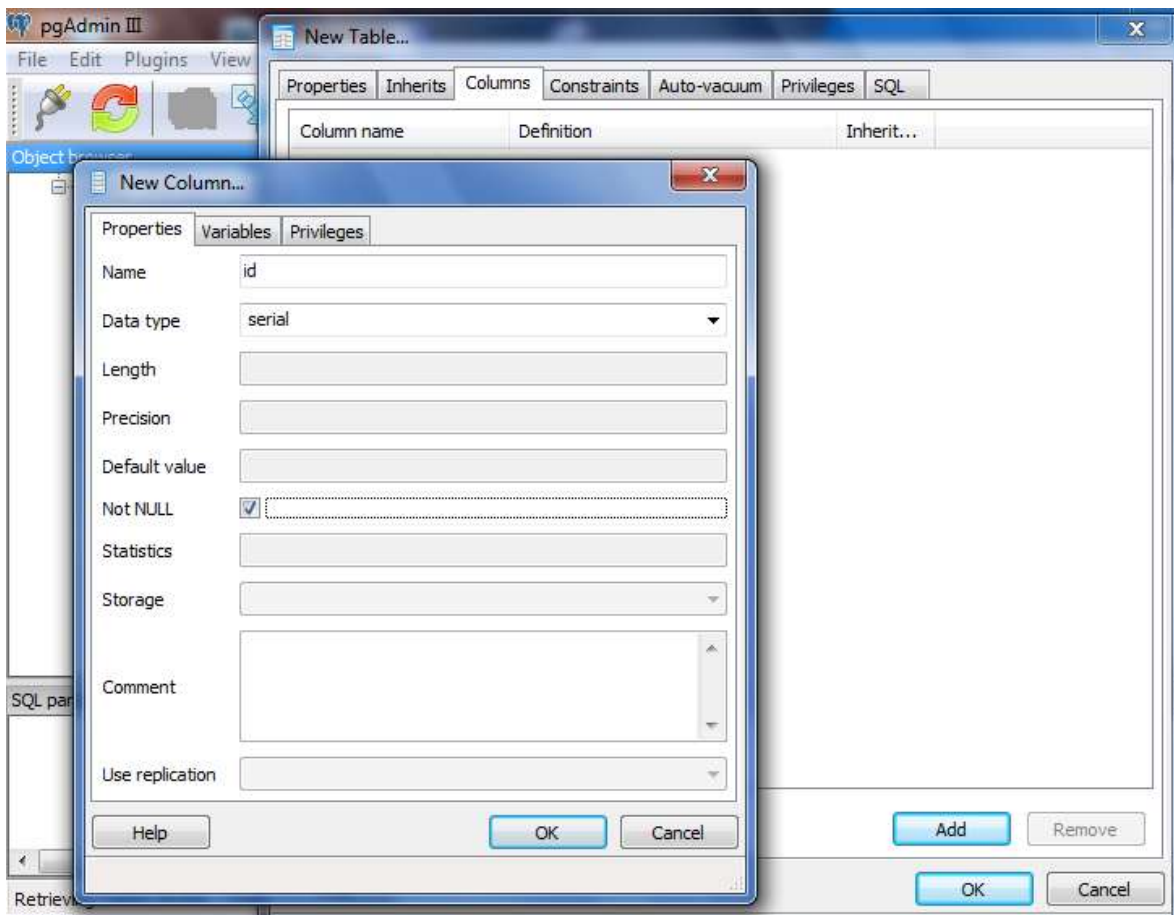 pgAdmin III
File Edit Plugins View
Object browser
SQL pan
New Table...
Properties Inherits Columns Constraints Auto-vacuum Privileges SQL
Column name Definition Inherit...
New Column...
Properties Variables Privileges
Name id
Data type serial
Length
Precision
Default value
Not NULL
Statistics
Storage
Comment
Use replication
Help OK Cancel
Add Remove
OK Cancel